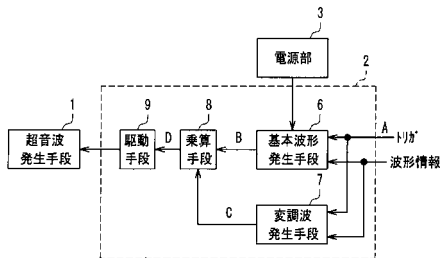 3
電源部
2
1
超音波
発生手段
9
駆動
手段
D
8
乗算
手段
B
6
基本波形
発生手段
A
ﾄﾘｶﾞ
波形情報
7
変調波
発生手段
C